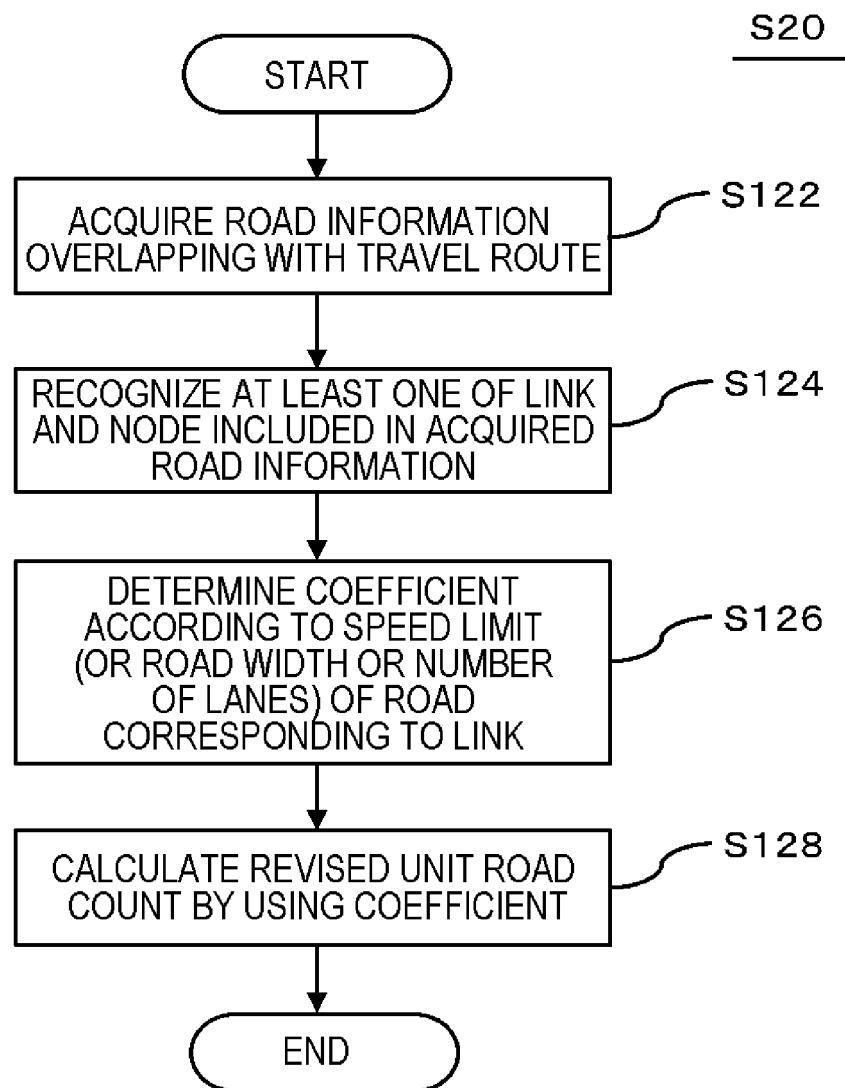 S20
START
S122
ACQUIRE ROAD INFORMATION
OVERLAPPING WITH TRAVEL ROUTE
S124
RECOGNIZE AT LEAST ONE OF LINK
AND NODE INCLUDED IN ACQUIRED
ROAD INFORMATION
S126
DETERMINE COEFFICIENT
ACCORDING TO SPEED LIMIT
(OR ROAD WIDTH OR NUMBER
OF LANES) OF ROAD
CORRESPONDING TO LINK
S128
CALCULATE REVISED UNIT ROAD
COUNT BY USING COEFFICIENT
END